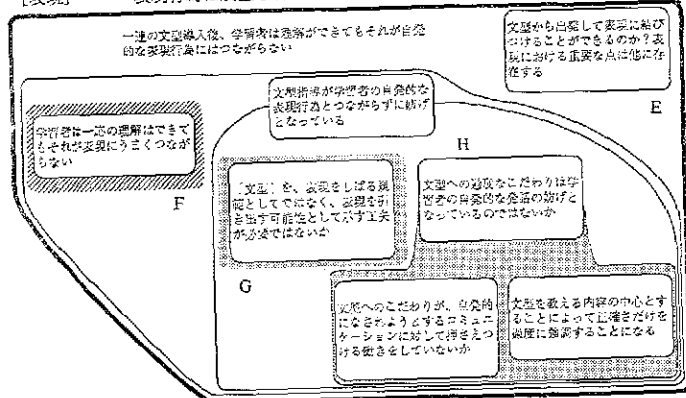 一連の文型導入後、学習者は理解ができてもそれが自発
的な表現行為にはつながらない
文型から出発して表現に結び
つけることができるのか？表
現における重要な点は他に存
在する
E
文型指導が学習者の自発的な
表現行為とつながらずに妨げ
となっている
学習者は一応の理解はできて
もそれが表現にうまくつなが
らない
F
H
［文型］を、表現をしばる規
範としてではなく、表現を引
き出す可能性として示す工夫
が必要ではないか
G
文型への過度なこだわりは学
習者の自発的な発話の妨げと
なっているのではないか
文型へのこだわりが、自発的
になされようとするコミュニ
ケーションに対して押さえつ
ける働きをしていないか
文型を教える内容の中心とす
ることによって正確さだけを
過度に強調することになる